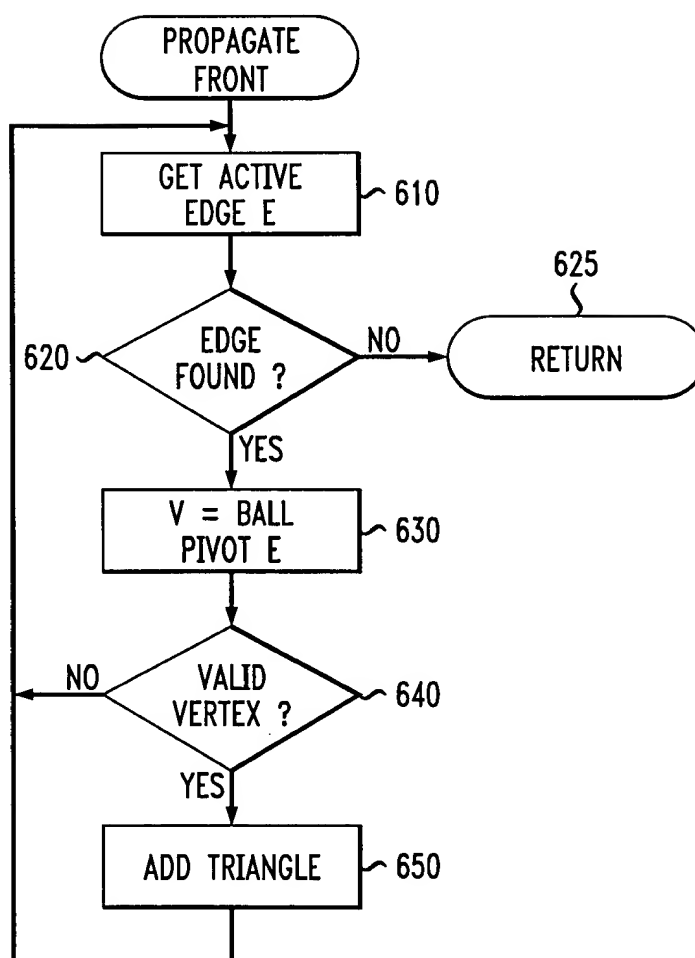 PROPAGATE
FRONT
GET ACTIVE
EDGE E
610
625
620
EDGE
FOUND ?
NO
RETURN
YES
V = BALL
PIVOT E
630
NO
VALID
VERTEX ?
640
YES
ADD TRIANGLE
650